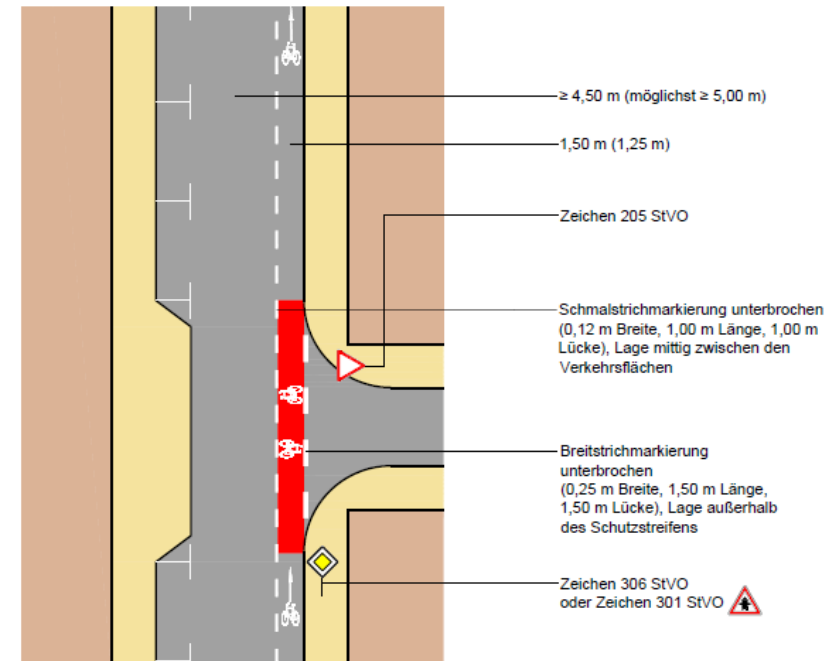 ≥ 4,50 m (möglichst ≥ 5,00 m)
1,50 m (1,25 m)
Zeichen 205 StVO
Schmalstrichmarkierung unterbrochen
(0,12 m Breite, 1,00 m Länge, 1,00 m
Lücke), Lage mittig zwischen den
Verkehrsflächen
Breitstrichmarkierung
unterbrochen
(0,25 m Breite, 1,50 m Länge,
1,50 m Lücke), Lage außerhalb
des Schutzstreifens
Zeichen 306 StVO
oder Zeichen 301 StVO